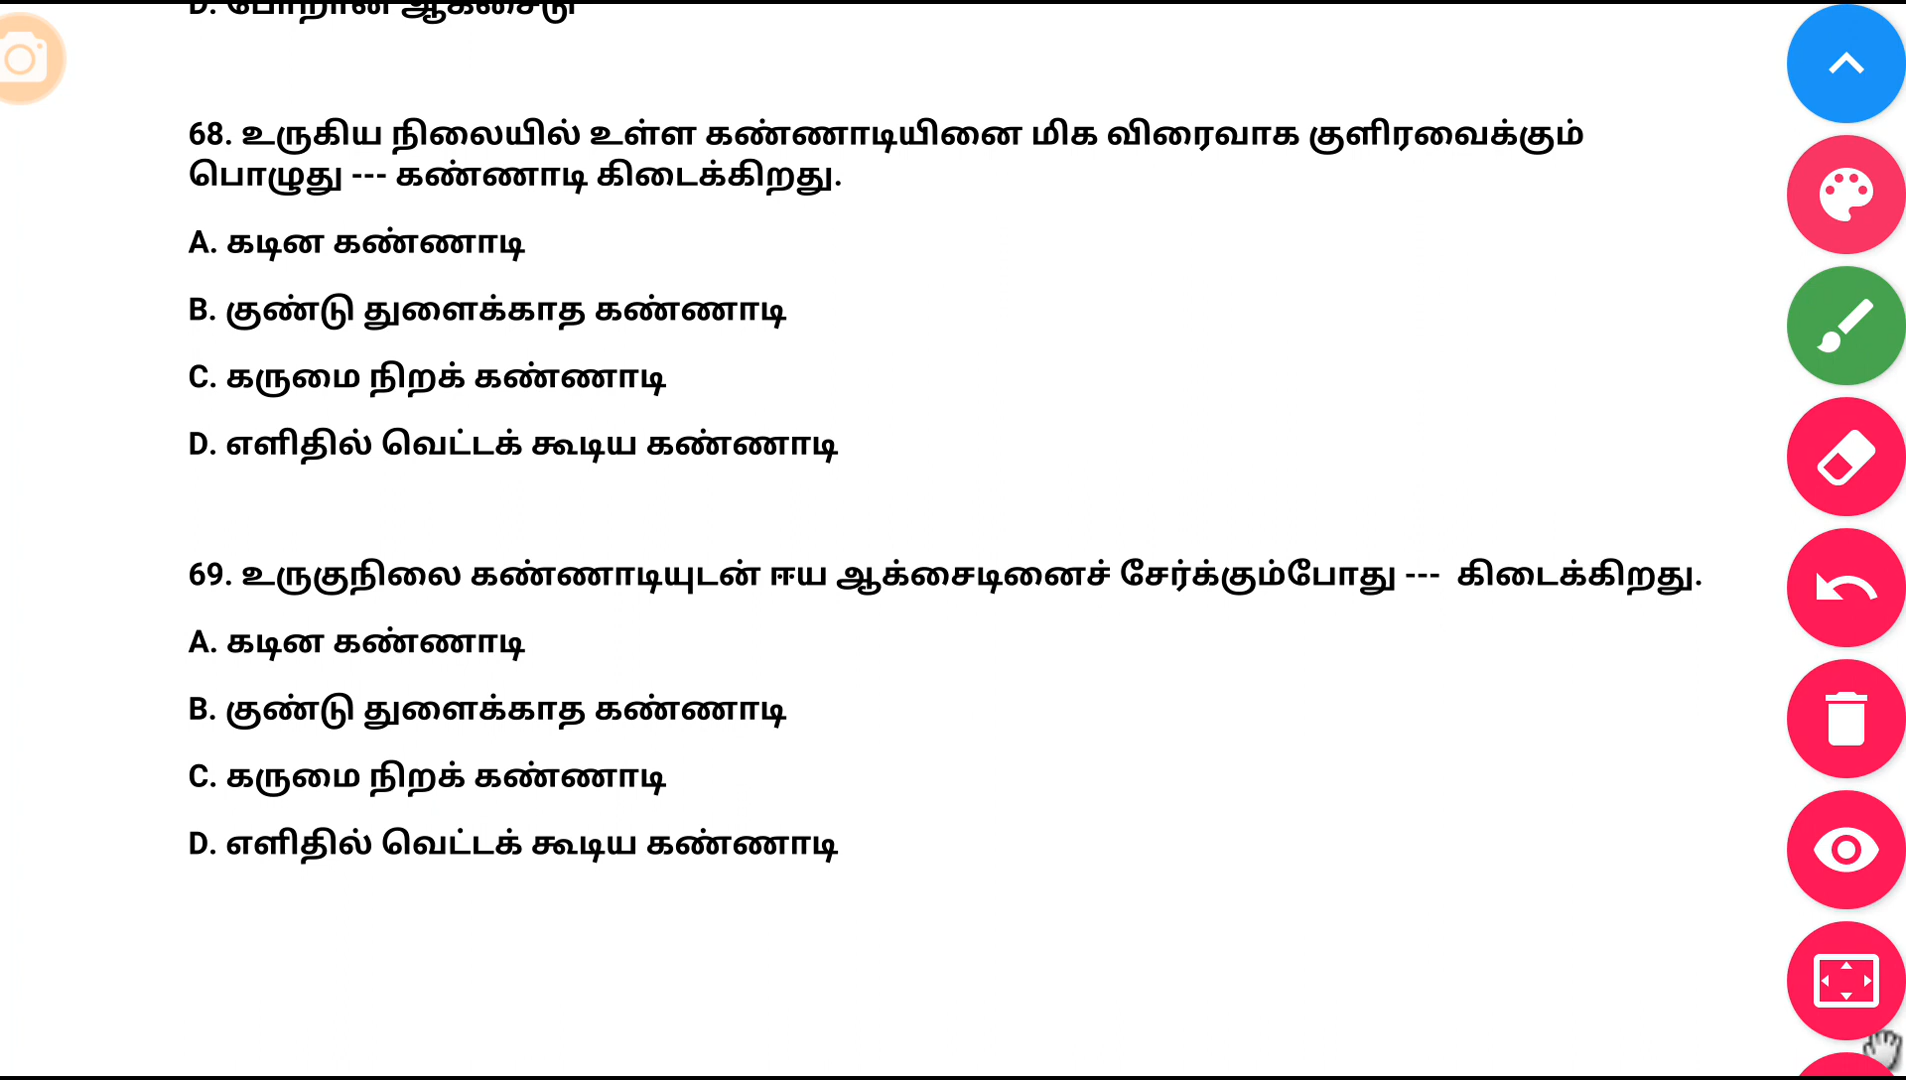 D. போரான் ஆக்சைடு
68. உருகிய நிலையில் உள்ள கண்ணாடியினை மிக விரைவாக குளிரவைக்கும்
பொழுது --- கண்ணாடி கிடைக்கிறது.
A. கடின கண்ணாடி
B. குண்டு துளைக்காத கண்ணாடி
C. கருமை நிறக் கண்ணாடி
D. எளிதில் வெட்டக் கூடிய கண்ணாடி
69. உருகுநிலை கண்ணாடியுடன் ஈய ஆக்சைடினைச் சேர்க்கும்போது --- கிடைக்கிறது.
A. கடின கண்ணாடி
B. குண்டு துளைக்காத கண்ணாடி
C. கருமை நிறக் கண்ணாடி
D. எளிதில் வெட்டக் கூடிய கண்ணாடி